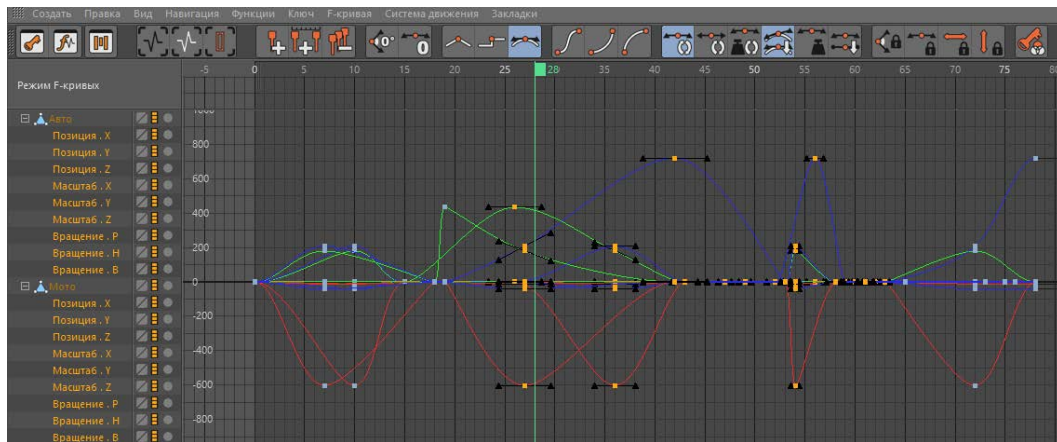 Создать Правка Вид Навигация Функции Ключ F-кривая Система движения Закладки
-5 0 5 10 15 20 25 28 35 40 45 50 55 60 65 70 75 80
Режим F-кривых
1000
Авто
Позиция . X
800
Позиция . Y
Позиция . Z
600
Масштаб . X
Масштаб . Y
400
Масштаб . Z
Вращение . P
200
Вращение . H
Вращение . B
0
Мото
Позиция . X
-200
Позиция . Y
Позиция . Z
-400
Масштаб . X
Масштаб . Y
-600
Масштаб . Z
Вращение . P
-800
Вращение . H
Вращение . B